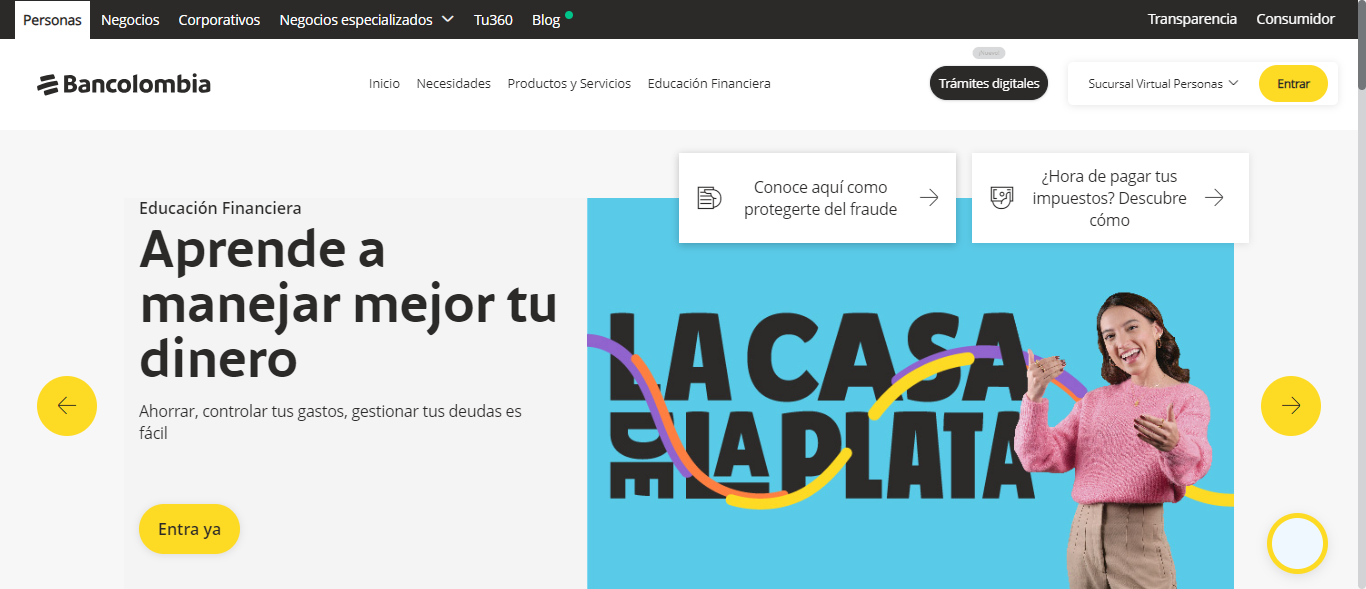 Personas Negocios Corporativos Negocios especializados Tu360 Blog Transparencia Consumidor
Bancolombia Inicio Necesidades Productos y Servicios Educación Financiera Trámites digitales Sucursal Virtual Personas Entrar
Conoce aquí como
protegerte del fraude
¿Hora de pagar tus
impuestos? Descubre
cómo
Educación Financiera
Aprende a
manejar mejor tu
dinero
Ahorrar, controlar tus gastos, gestionar tus deudas es
fácil
Entra ya
LA CASA
DE LA PLATA